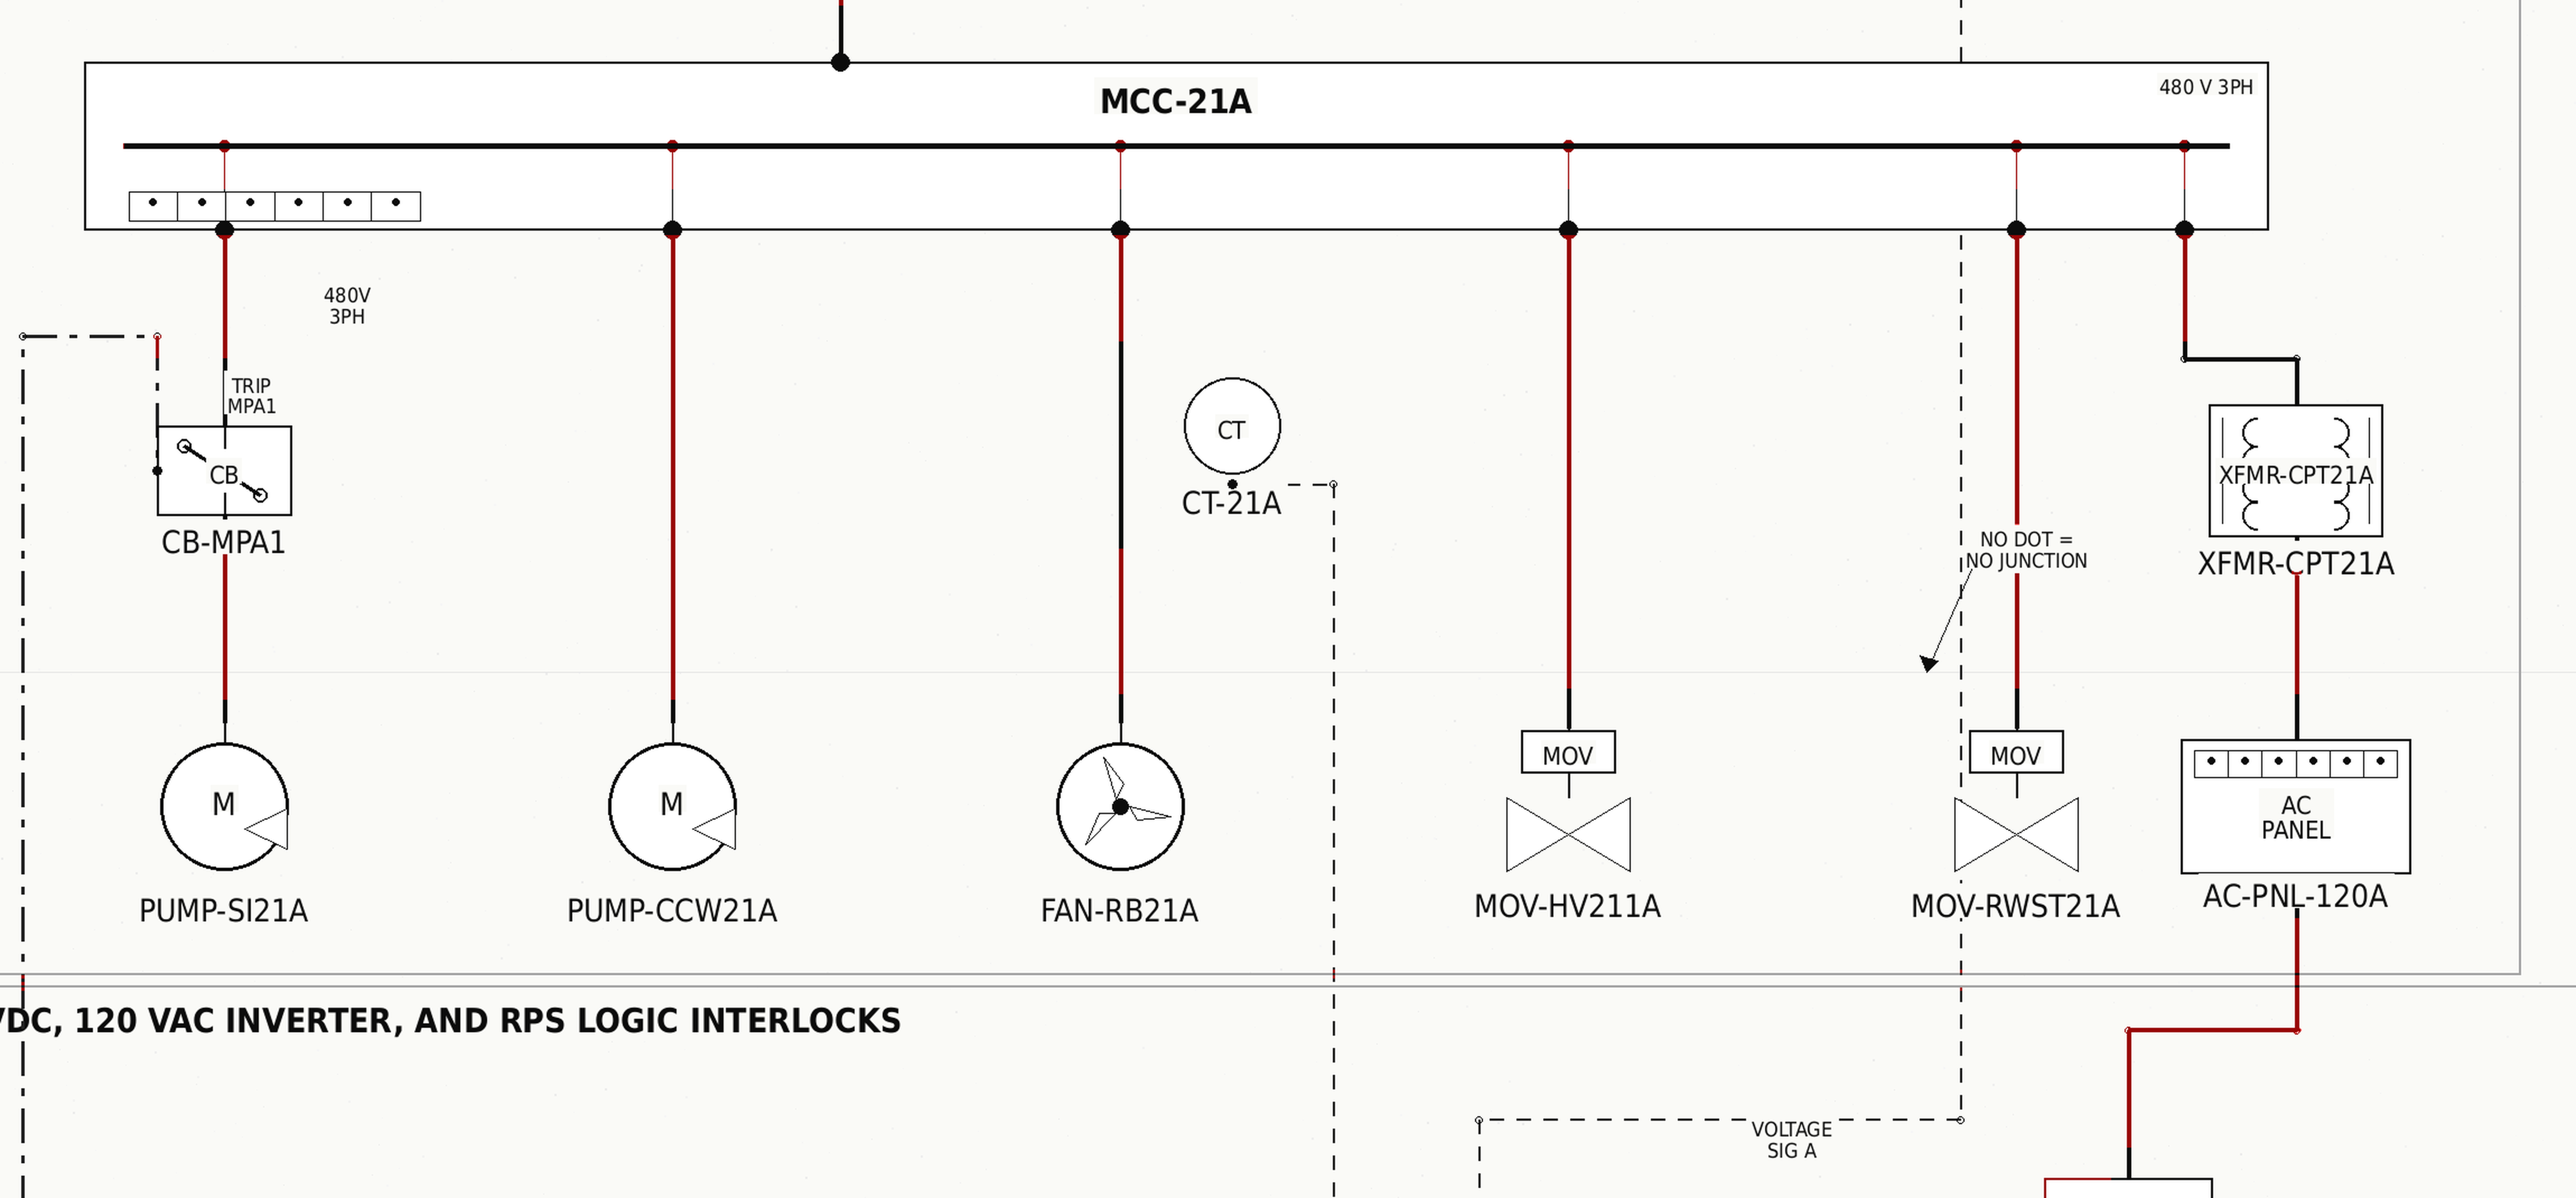 MCC-21A
480 V 3PH
480V
3PH
TRIP
MPA1
CB
CB-MPA1
CT
CT-21A
XFMR-CPT21A
XFMR-CPT21A
NO DOT =
NO JUNCTION
MOV
MOV
M
M
AC
PANEL
PUMP-SI21A
PUMP-CCW21A
FAN-RB21A
MOV-HV211A
MOV-RWST21A
AC-PNL-120A
VDC, 120 VAC INVERTER, AND RPS LOGIC INTERLOCKS
VOLTAGE
SIG A